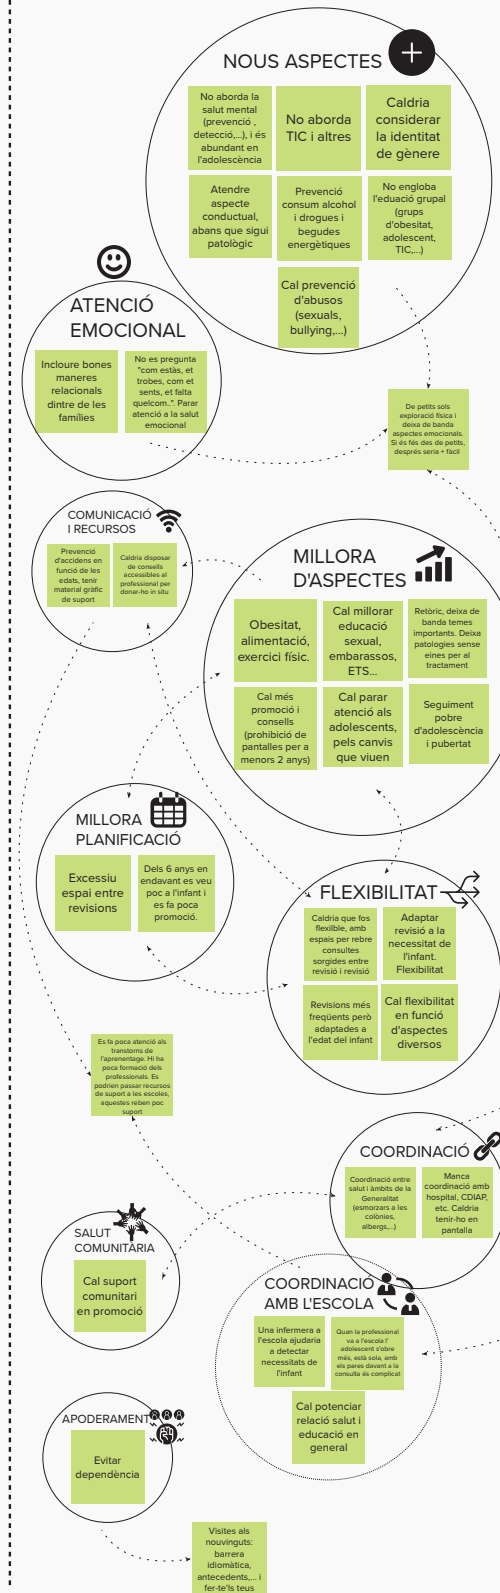 NOUS ASPECTES
No aborda la
salut mental
(prevenció ,
detecció,...), i és
abundant en
l'adolescència
No aborda
TIC i altres
Caldria
considerar
la identitat
de gènere
Atendre
aspecte
conductual,
abans que sigui
patològic
Prevenció
consum alcohol
i drogues i
begudes
energètiques
No engloba
l'eduació grupal
(grups
d'obesitat,
adolescent,
TIC,...)
Cal prevenció
d'abusos
(sexuals,
bullying,...)
ATENCIÓ
EMOCIONAL
Incloure bones
maneres
relacionals
dintre de les
famílies
No es pregunta
"com estàs, et
trobes, com et
sents, et falta
quelcom..". Parar
atenció a la salut
emocional
De petits sols
exploració física i
deixa de banda
aspectes emocionals.
Si és fés des de petits,
després seria + fàcil
COMUNICACIÓ
I RECURSOS
Prevenció
d'accidens en
funció de les
edats, tenir
material gràfic
de suport
Caldria disposar
de consells
accessibles al
professional per
donar-ho in situ
MILLORA
D'ASPECTES
Obesitat,
alimentació,
exercici físic.
Cal millorar
educació
sexual,
embarassos,
ETS...
Retòric, deixa de
banda temes
importants. Deixa
patologies sense
eines per al
tractament
Cal més
promoció i
consells
(prohibició de
pantalles per a
menors 2 anys)
Cal parar
atenció als
adolescents,
pels canvis
que viuen
Seguiment
pobre
d'adolescència
i pubertat
MILLORA
PLANIFICACIÓ
Excessiu
espai entre
revisions
Dels 6 anys en
endavant es veu
poc a l'infant i
es fa poca
promoció.
FLEXIBILITAT
Caldria que fos
flexilble, amb
espais per rebre
consultes
sorgides entre
revisió i revisió
Adaptar
revisió a la
necessitat de
l'infant.
Flexibilitat
Revisions més
freqüents però
adaptades a
l'edat del infant
Cal flexibilitat
en funció
d'aspectes
diversos
Es fa poca atenció als
transtorns de
l'aprenentage. Hi ha
poca formació dels
professionals. Es
podrien passar recursos
de suport a les escoles,
aquestes reben poc
suport
COORDINACIÓ
Coordinació entre
salut i àmbits de la
Generalitat
(esmorzars a les
colònies,
albergs,...)
Manca
coordinació amb
hospital, CDIAP,
etc. Caldria
tenir-ho en
pantalla
SALUT
COMUNITÀRIA
Cal suport
comunitari
en promoció
COORDINACIÓ
AMB L'ESCOLA
Una infermera a
l'escola ajudaria
a detectar
necessitats de
l'infant
Quan la professional
va a l'escola l'
adolescent s'obre
més, està sola, amb
els pares davant a la
consulta és complicat
Cal potenciar
relació salut i
educació en
general
APODERAMENT
Evitar
dependència
Visites als
nouvinguts:
barrera
idiomàtica,
antecedents,... i
fer-te'ls teus